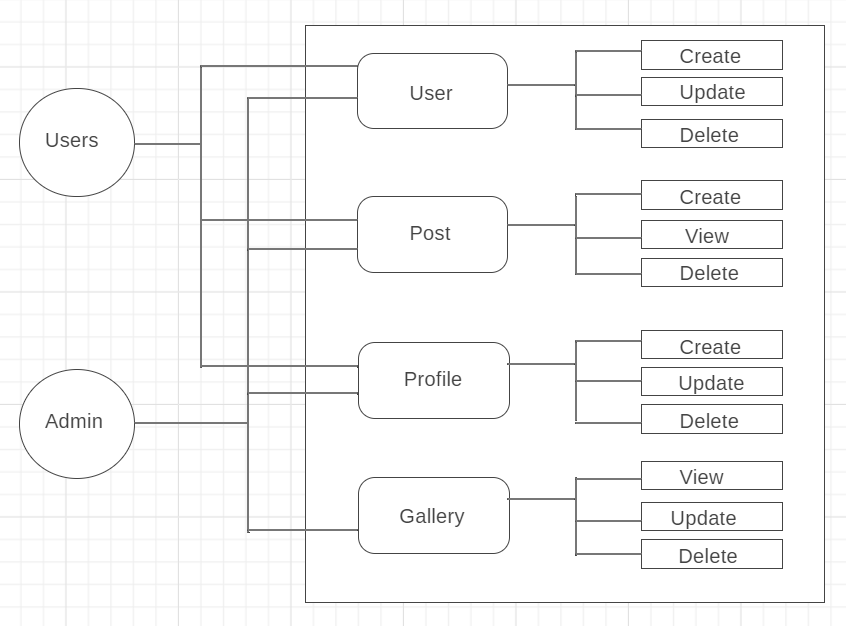 Users
Admin
User
Create
Update
Delete
Post
Create
View
Delete
Profile
Create
Update
Delete
Gallery
View
Update
Delete